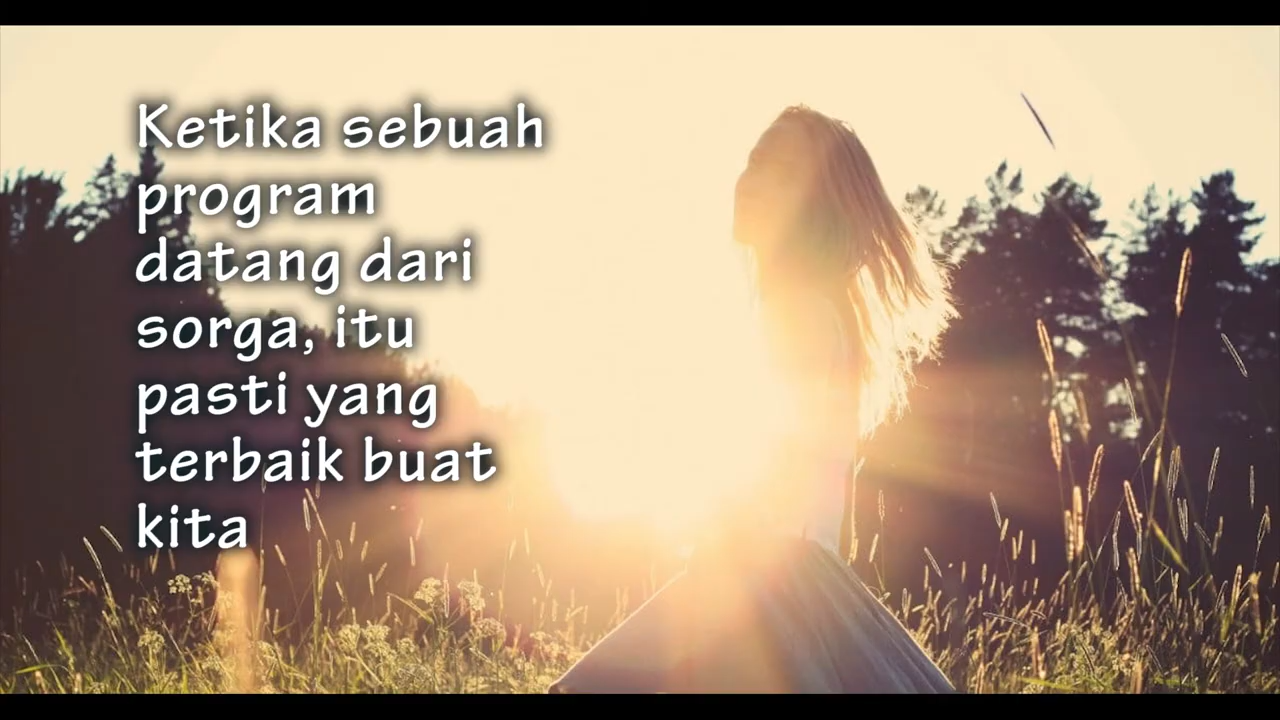 Ketika sebuah
program
datang dari
sorga, itu
pasti yang
terbaik buat
kita